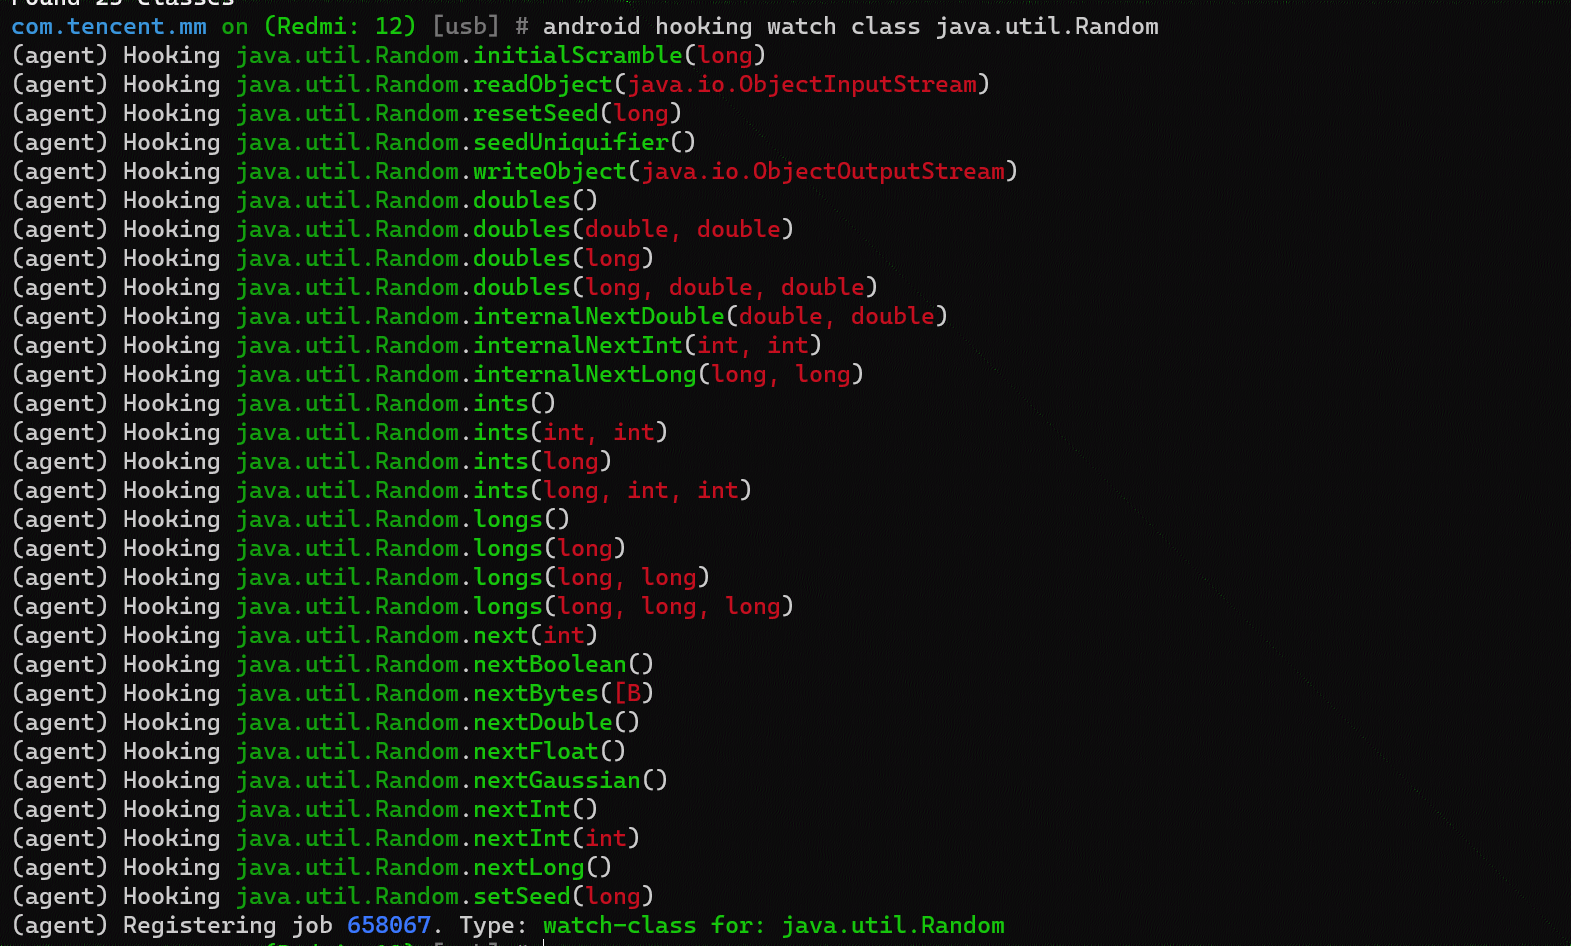 Found 25 classes
com.tencent.mm on (Redmi: 12) [usb] # android hooking watch class java.util.Random
(agent) Hooking java.util.Random.initialScramble(long)
(agent) Hooking java.util.Random.readObject(java.io.ObjectInputStream)
(agent) Hooking java.util.Random.resetSeed(long)
(agent) Hooking java.util.Random.seedUniquifier()
(agent) Hooking java.util.Random.writeObject(java.io.ObjectOutputStream)
(agent) Hooking java.util.Random.doubles()
(agent) Hooking java.util.Random.doubles(double, double)
(agent) Hooking java.util.Random.doubles(long)
(agent) Hooking java.util.Random.doubles(long, double, double)
(agent) Hooking java.util.Random.internalNextDouble(double, double)
(agent) Hooking java.util.Random.internalNextInt(int, int)
(agent) Hooking java.util.Random.internalNextLong(long, long)
(agent) Hooking java.util.Random.ints()
(agent) Hooking java.util.Random.ints(int, int)
(agent) Hooking java.util.Random.ints(long)
(agent) Hooking java.util.Random.ints(long, int, int)
(agent) Hooking java.util.Random.longs()
(agent) Hooking java.util.Random.longs(long)
(agent) Hooking java.util.Random.longs(long, long)
(agent) Hooking java.util.Random.longs(long, long, long)
(agent) Hooking java.util.Random.next(int)
(agent) Hooking java.util.Random.nextBoolean()
(agent) Hooking java.util.Random.nextBytes([B)
(agent) Hooking java.util.Random.nextDouble()
(agent) Hooking java.util.Random.nextFloat()
(agent) Hooking java.util.Random.nextGaussian()
(agent) Hooking java.util.Random.nextInt()
(agent) Hooking java.util.Random.nextInt(int)
(agent) Hooking java.util.Random.nextLong()
(agent) Hooking java.util.Random.setSeed(long)
(agent) Registering job 658067. Type: watch-class for: java.util.Random